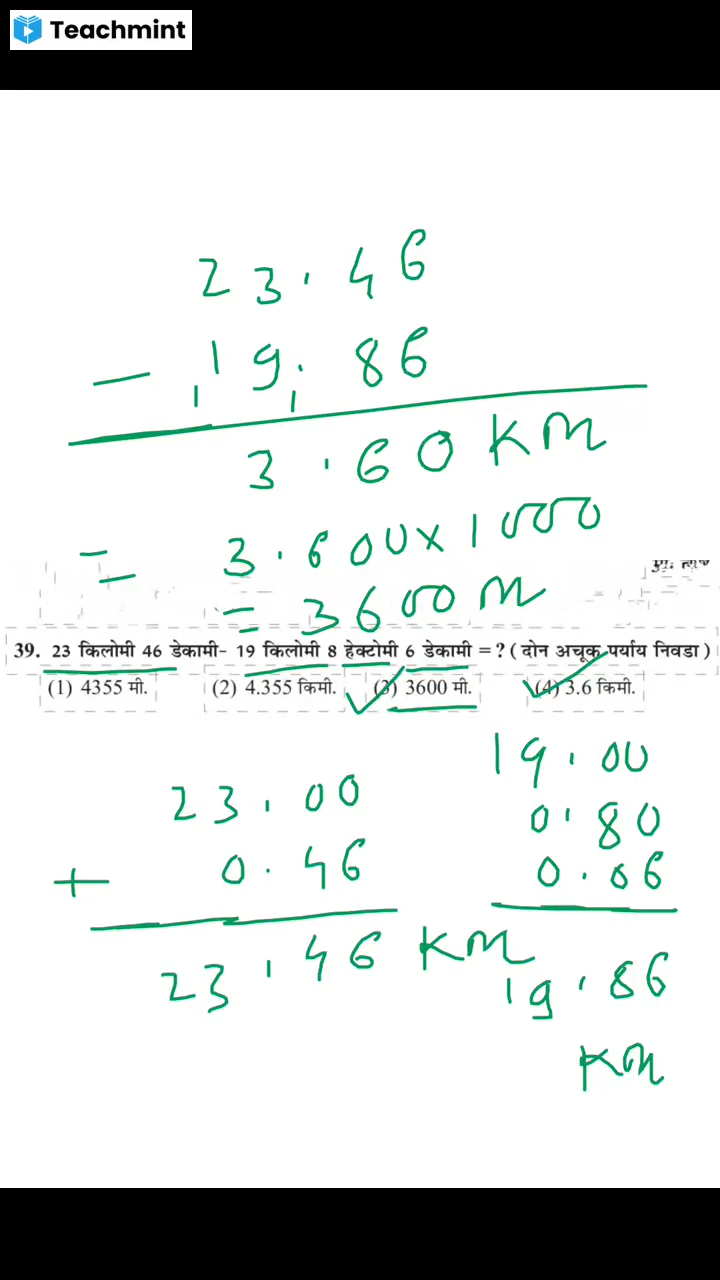 Teachmint
23.46
- 19.86
3.60 KM
= 3.600x1000
= 3600 M
39. 23 किलोमी 46 डेकामी- 19 किलोमी 8 हेक्टोमी 6 डेकामी = ? ( दोन अचूक पर्याय निवडा )
(1) 4355 मी. (2) 4.355 किमी. (3) 3600 मी. (4) 3.6 किमी.
23.00
+ 0.46
23.46 KM
19.00
0.80
0.06
19.86
KM